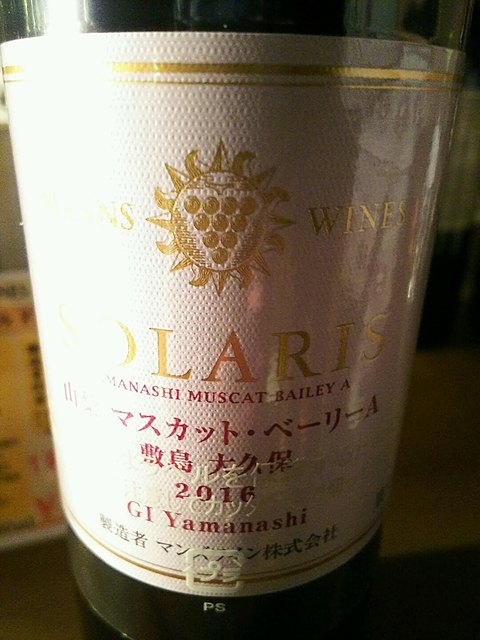 WINES
SOLARIS
MANASHI MUSCAT BAILEY A
マスカット・ベーリーA
敷島 大久保
2016
GI Yamanashi
製造者 マンズワイン株式会社
PS